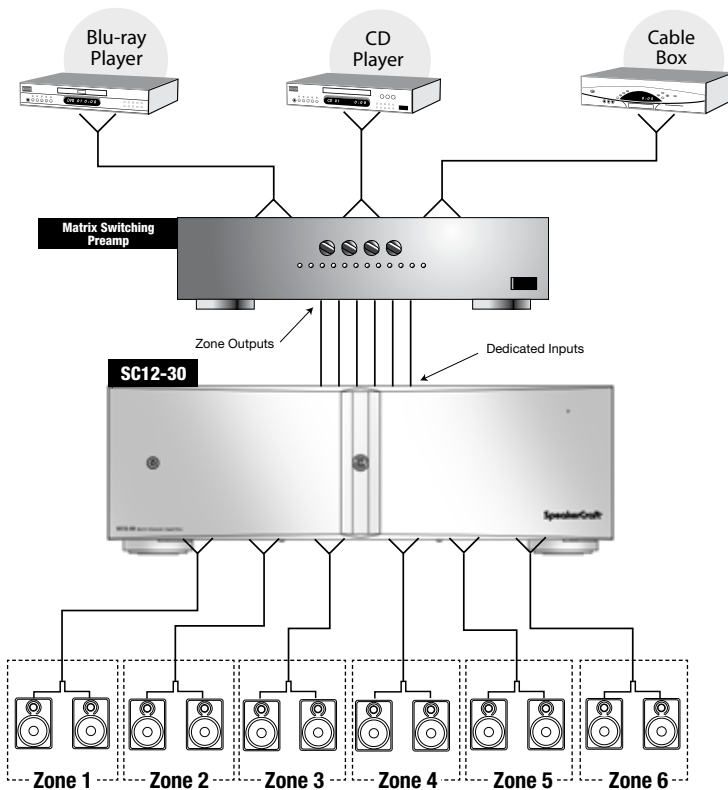 Blu-ray
Player
CD
Player
Cable
Box
Matrix Switching
Preamp
Zone Outputs
Dedicated Inputs
SC12-30
SpeakerCraft
Zone 1
Zone 2
Zone 3
Zone 4
Zone 5
Zone 6